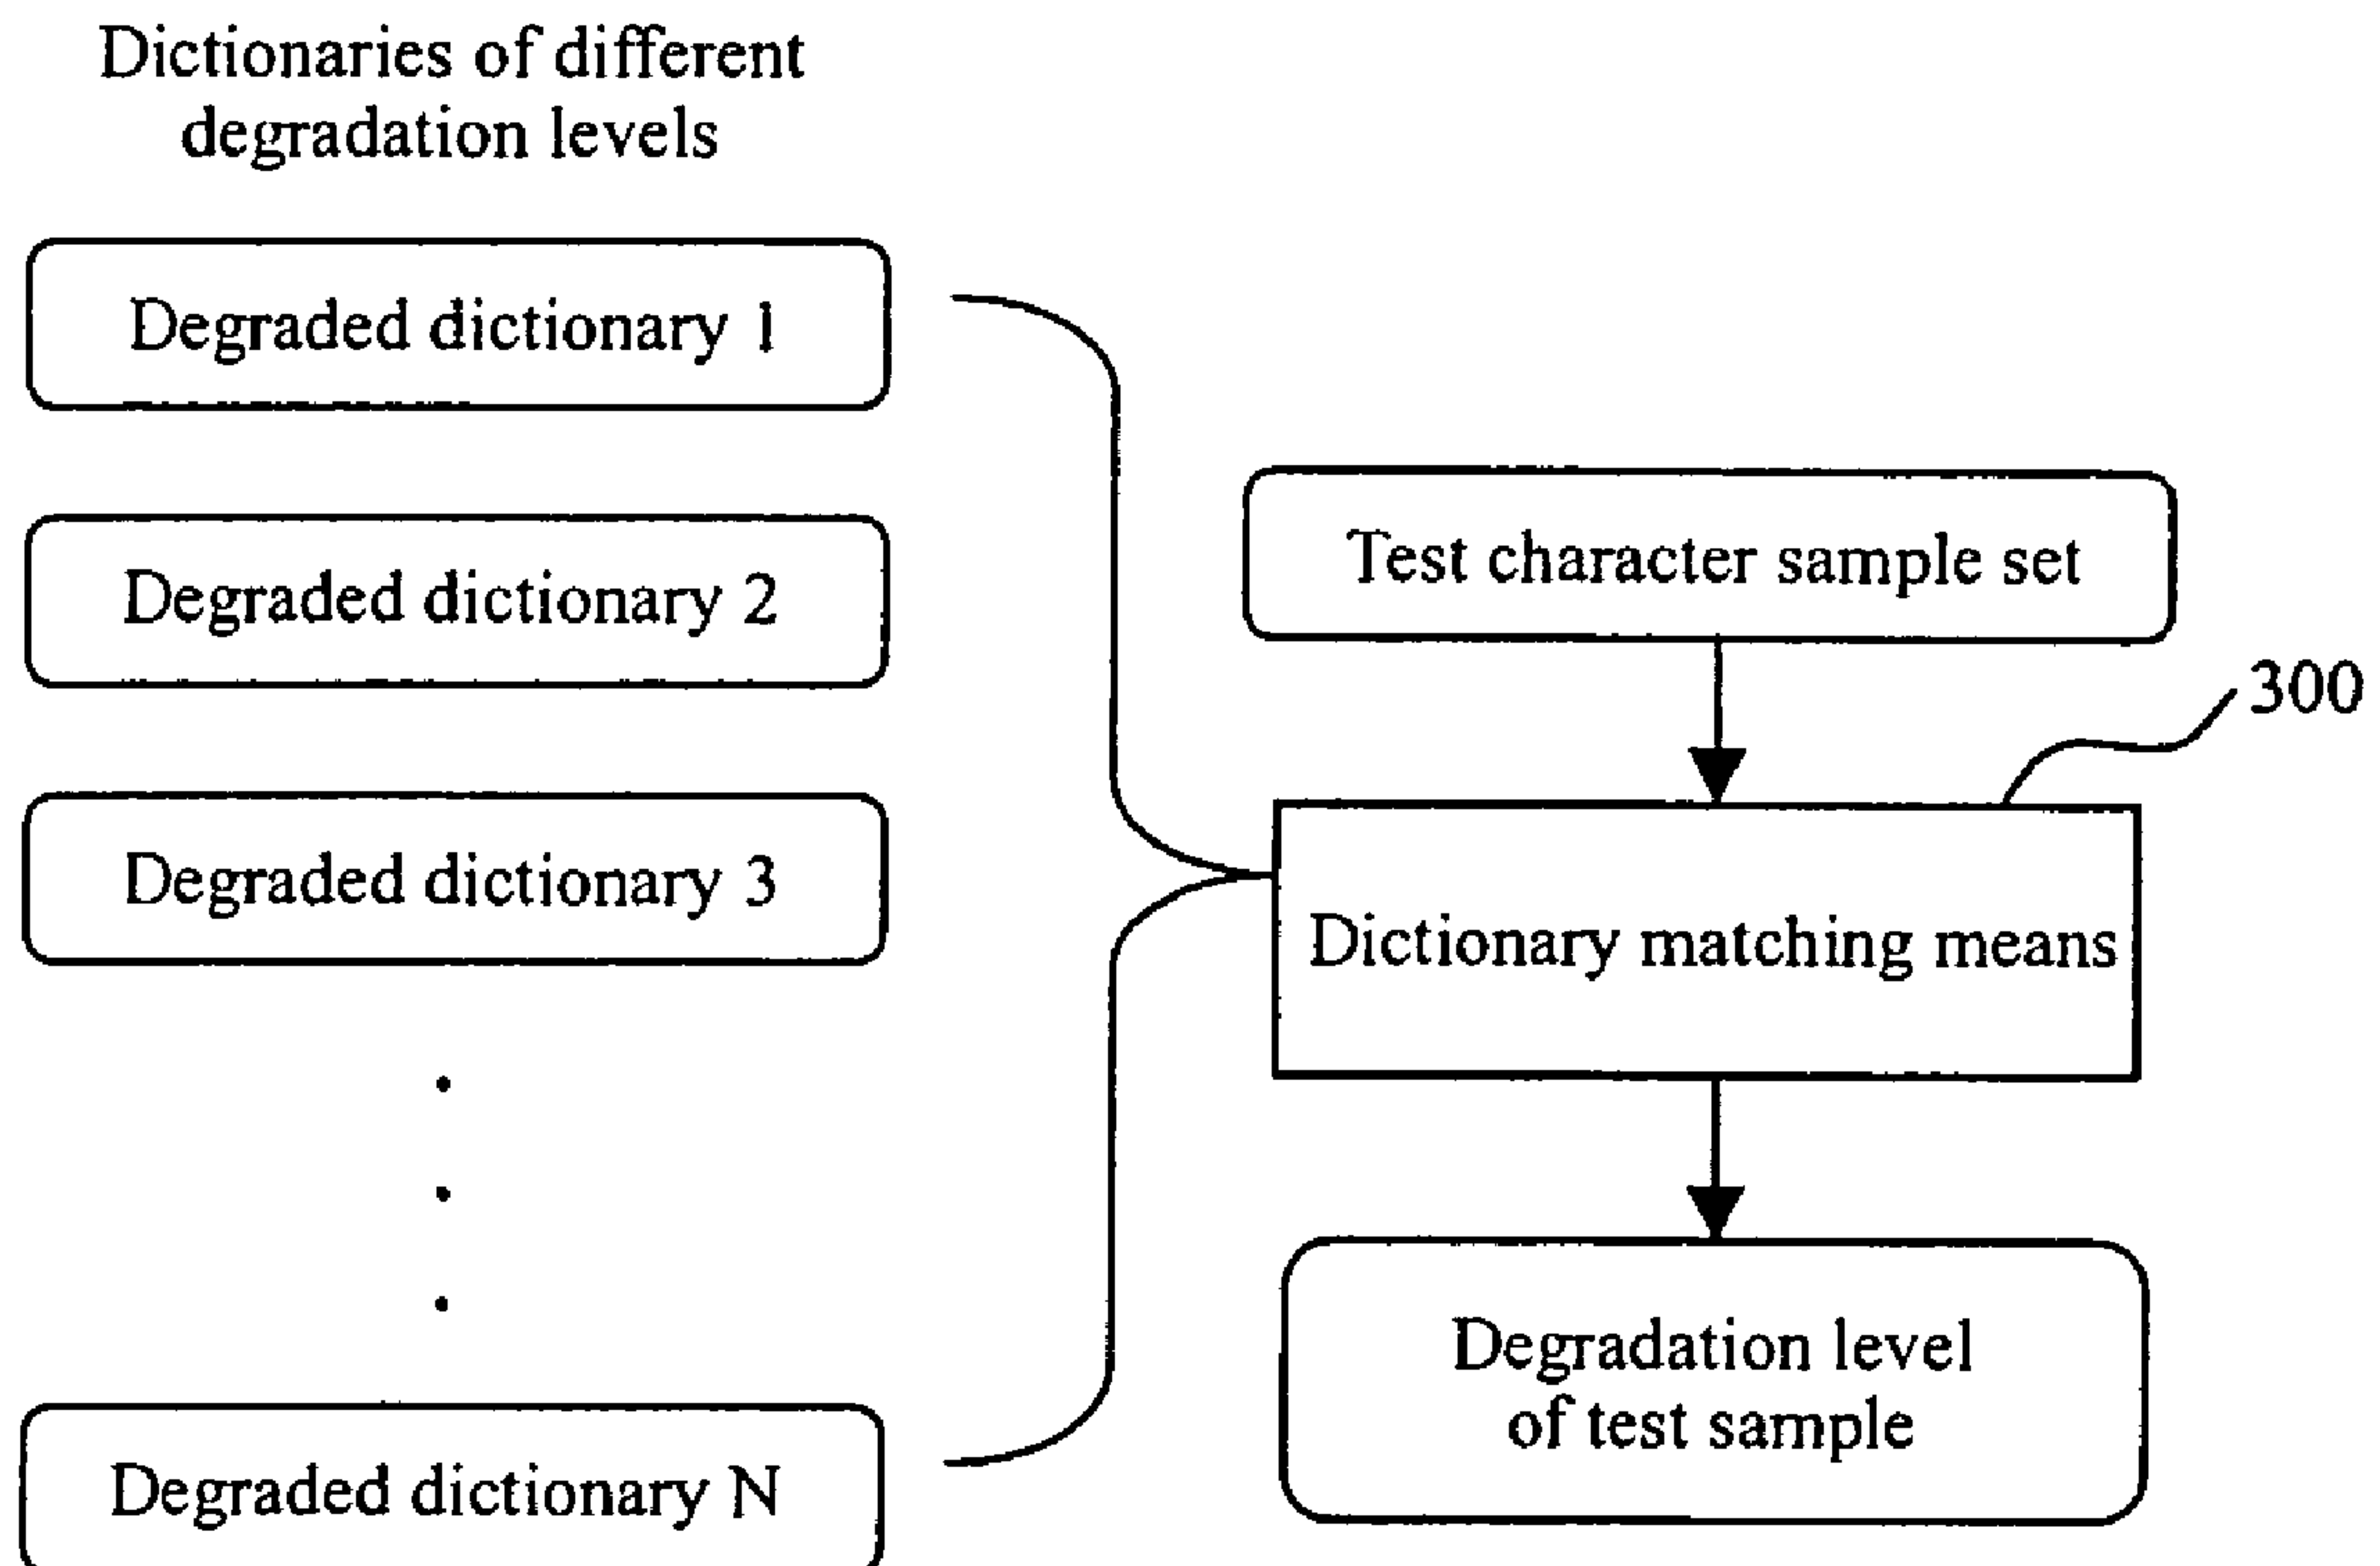 Dictionaries of different
degradation levels
Degraded dictionary 1
Degraded dictionary 2
Degraded dictionary 3
Degraded dictionary N
Test character sample set
300
Dictionary matching means
Degradation level
of test sample